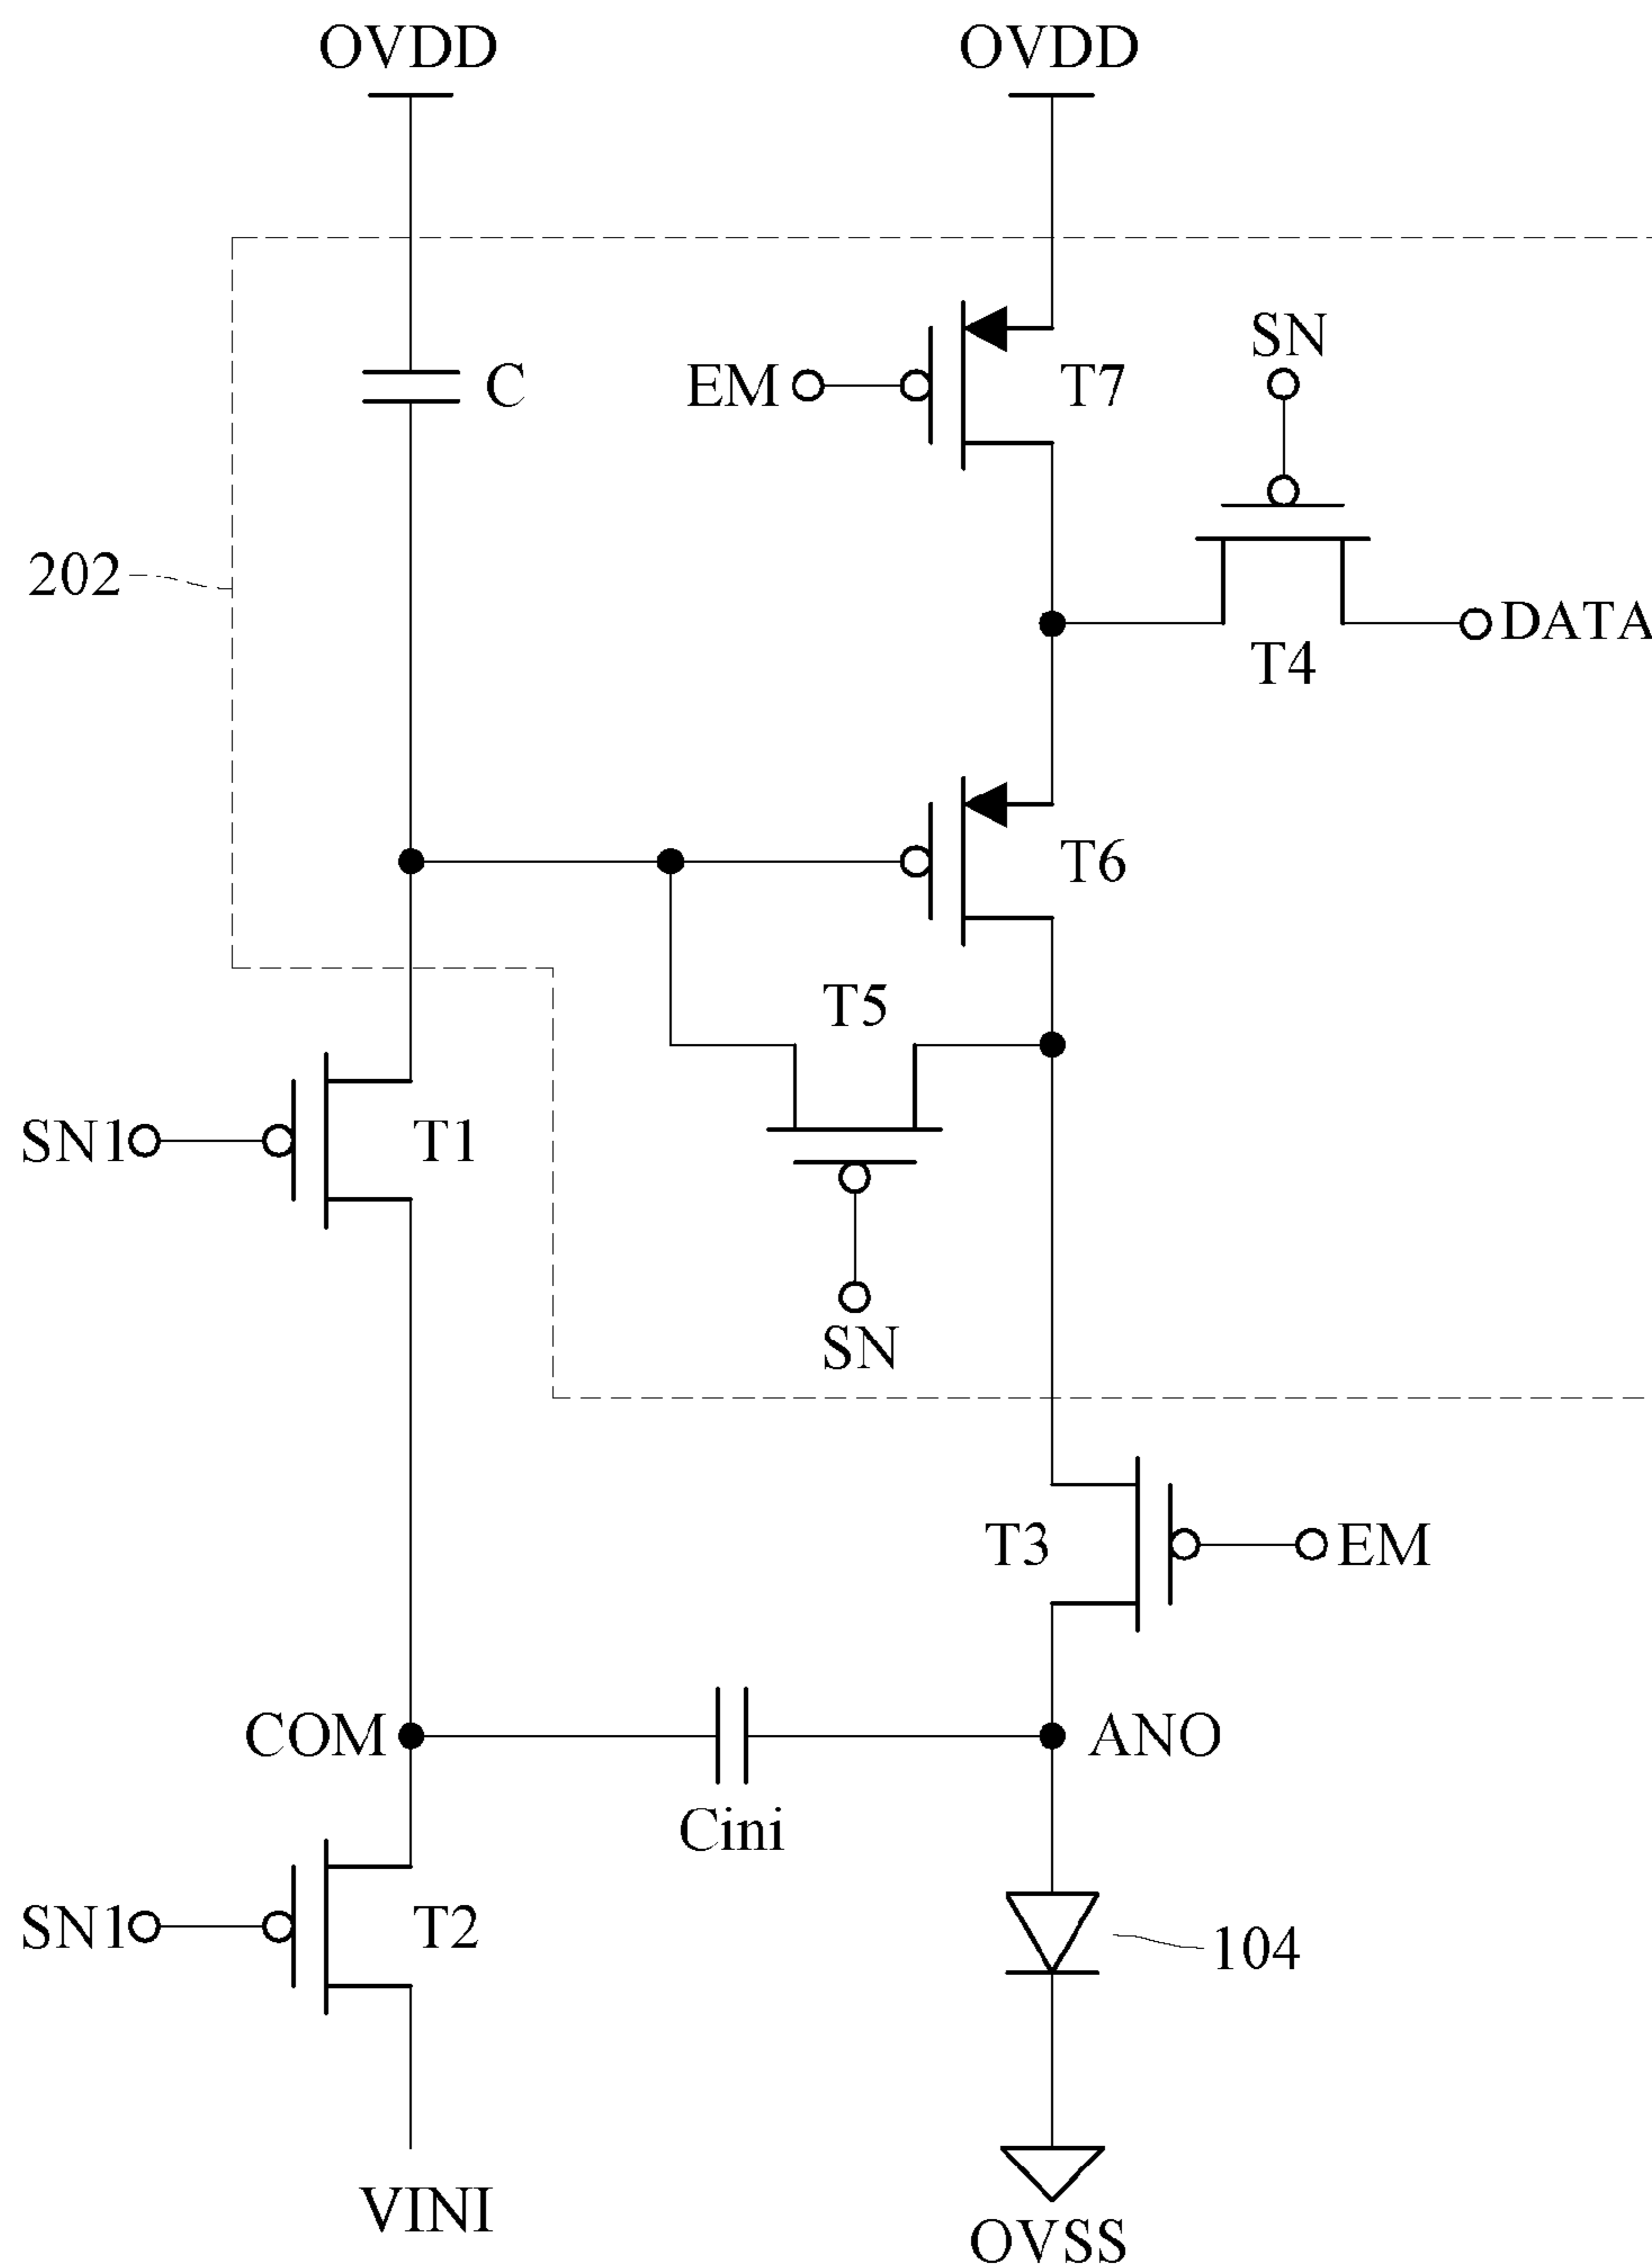 OVDD
OVDD
C
EM
T7
SN
202
DATA
T4
T6
T5
SN1
T1
SN
T3
EM
COM
ANO
Cini
SN1
T2
104
VINI
OVSS